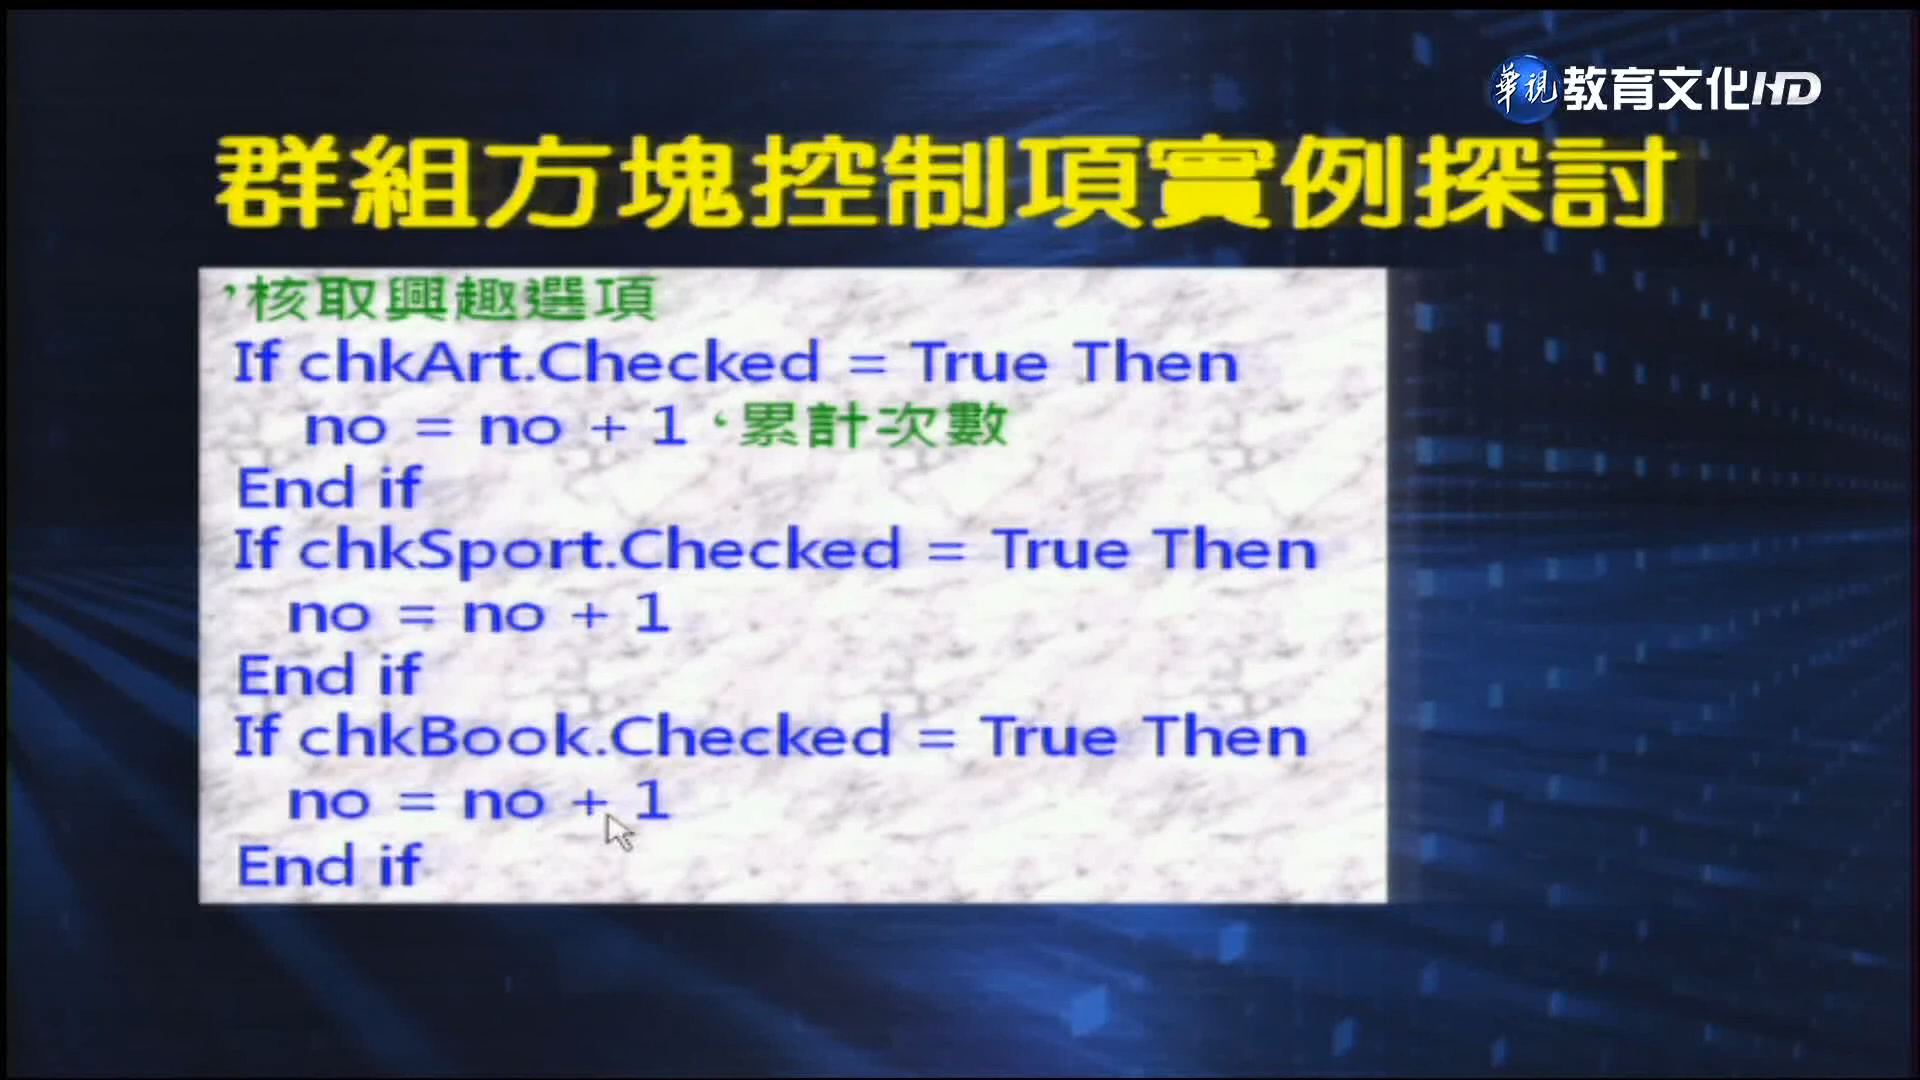 華視 教育文化HD
群組方塊控制項實例探討
’核取興趣選項
If chkArt.Checked = True Then
no = no + 1 ‘累計次數
End if
If chkSport.Checked = True Then
no = no + 1
End if
If chkBook.Checked = True Then
no = no + 1
End if